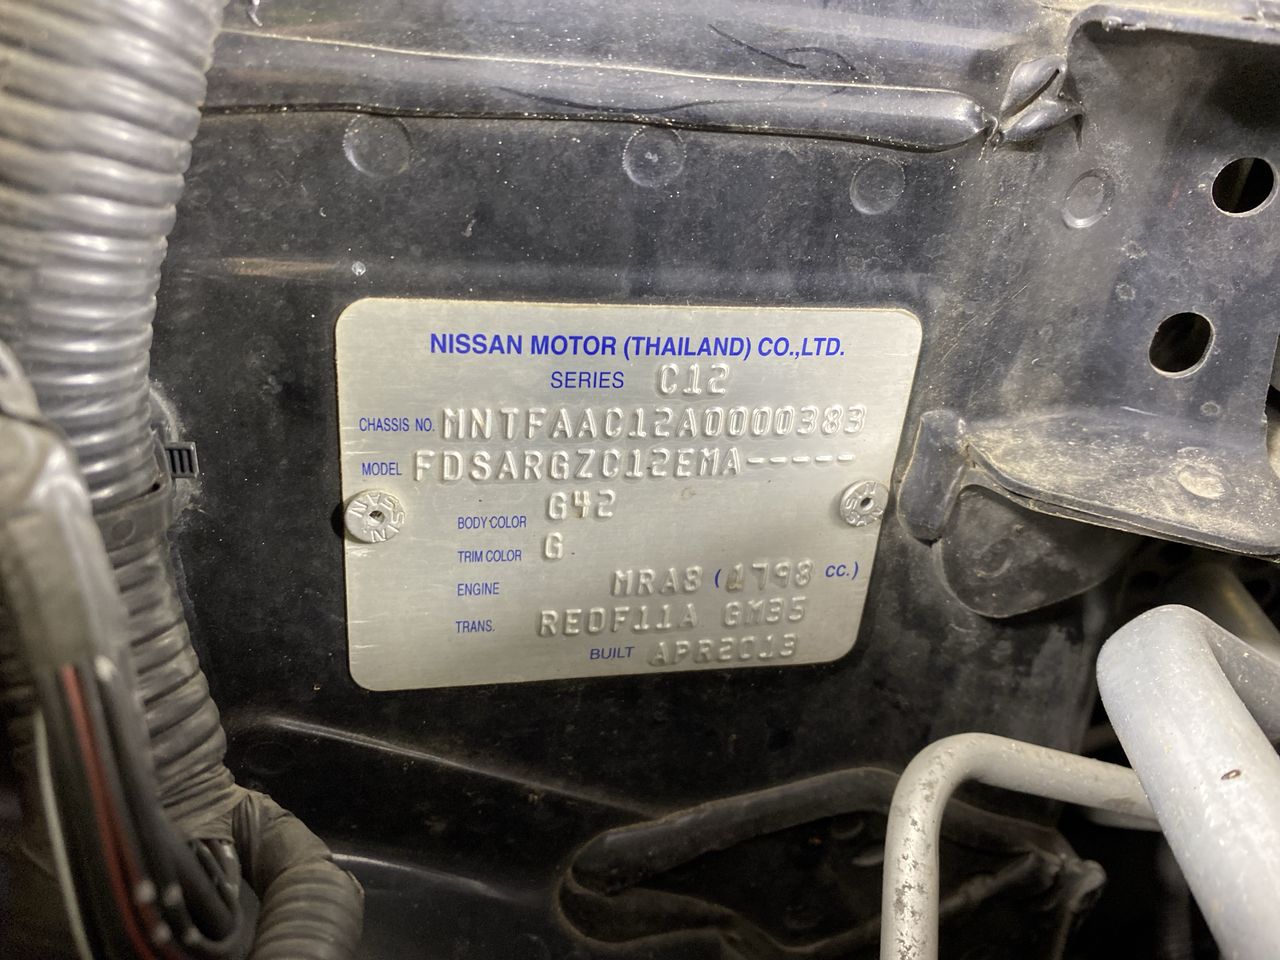 NISSAN MOTOR (THAILAND) CO.,LTD.
SERIES C12
CHASSIS NO. MNTFAAC12A0000383
MODEL FDSARGZC12EMA-----
BODY COLOR G42
TRIM COLOR G
ENGINE MRA8 (1798 CC.)
TRANS. RE0F11A GM35
BUILT APR2013
NISSAN